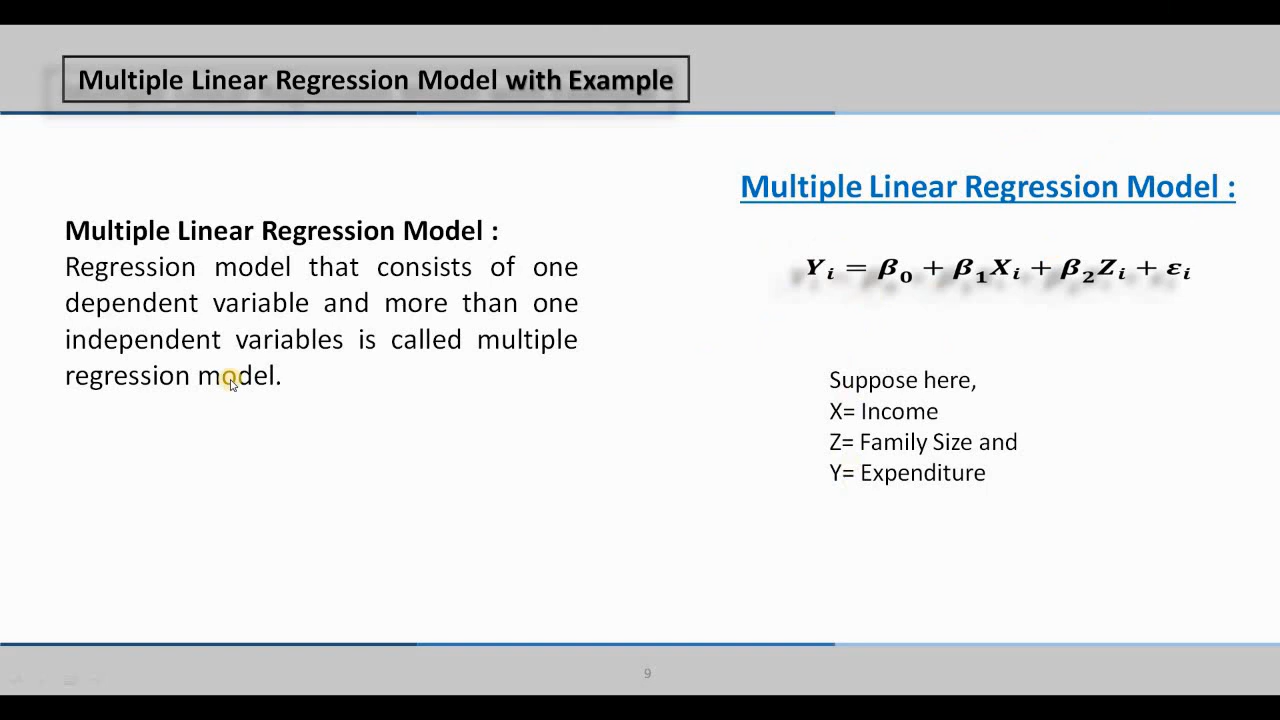 Multiple Linear Regression Model with Example
Multiple Linear Regression Model :
Regression model that consists of one
dependent variable and more than one
independent variables is called multiple
regression model.
Multiple Linear Regression Model :
Yᵢ = β₀ + β₁Xᵢ + β₂Zᵢ + εᵢ
Suppose here,
X= Income
Z= Family Size and
Y= Expenditure
9